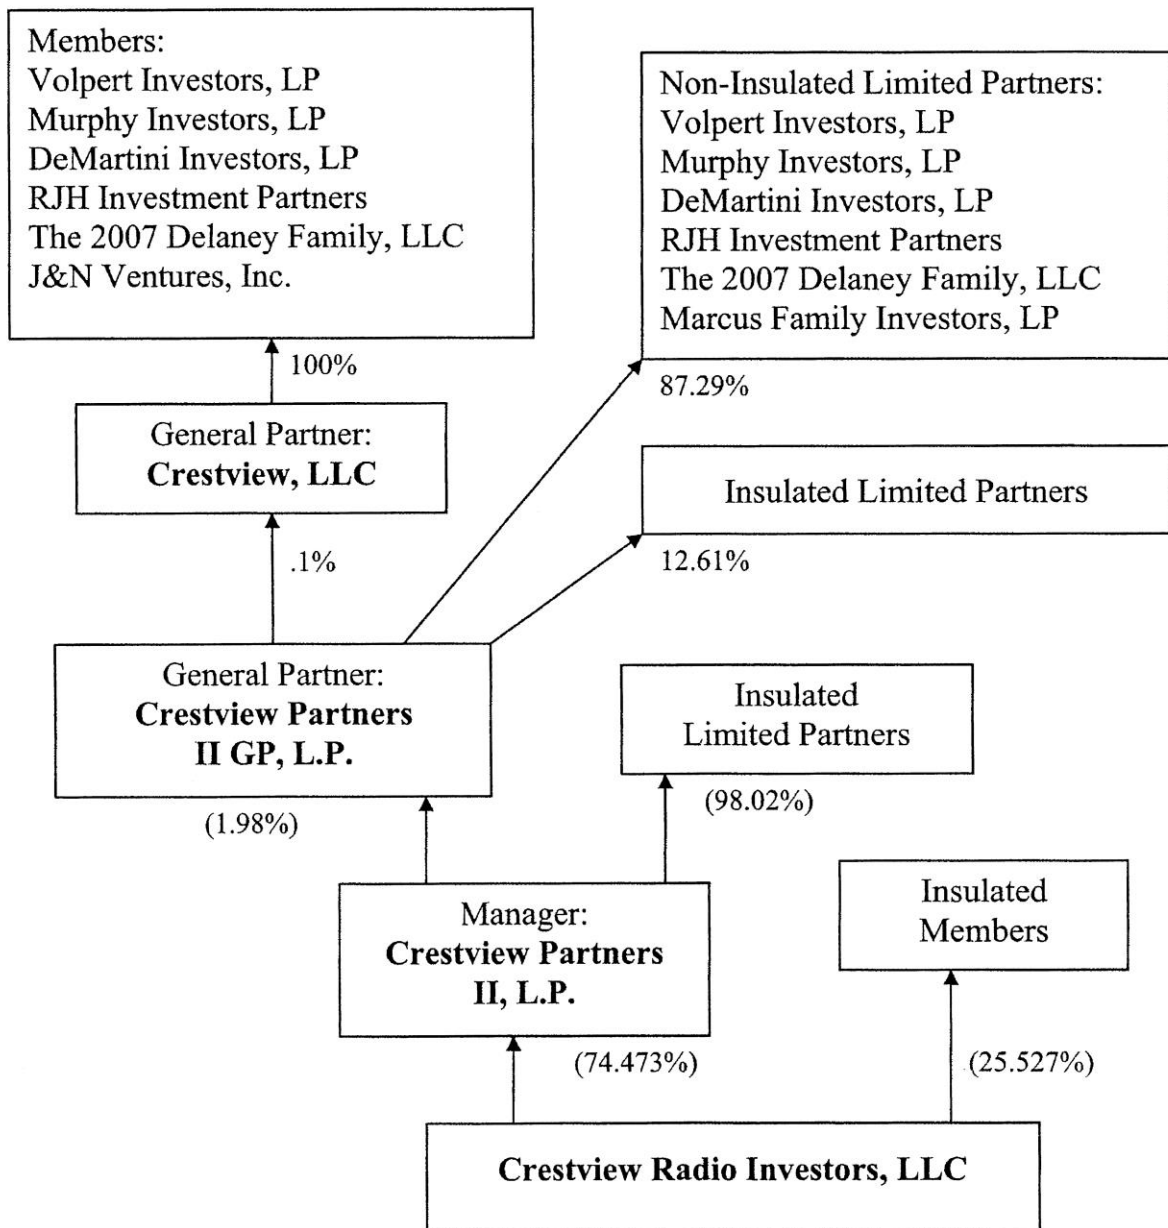 Members:
Volpert Investors, LP
Murphy Investors, LP
DeMartini Investors, LP
RJH Investment Partners
The 2007 Delaney Family, LLC
J&N Ventures, Inc.
Non-Insulated Limited Partners:
Volpert Investors, LP
Murphy Investors, LP
DeMartini Investors, LP
RJH Investment Partners
The 2007 Delaney Family, LLC
Marcus Family Investors, LP
100%
87.29%
General Partner:
Crestview, LLC
Insulated Limited Partners
.1%
12.61%
General Partner:
Crestview Partners
II GP, L.P.
Insulated
Limited Partners
(1.98%)
(98.02%)
Manager:
Crestview Partners
II, L.P.
Insulated
Members
(74.473%)
(25.527%)
Crestview Radio Investors, LLC